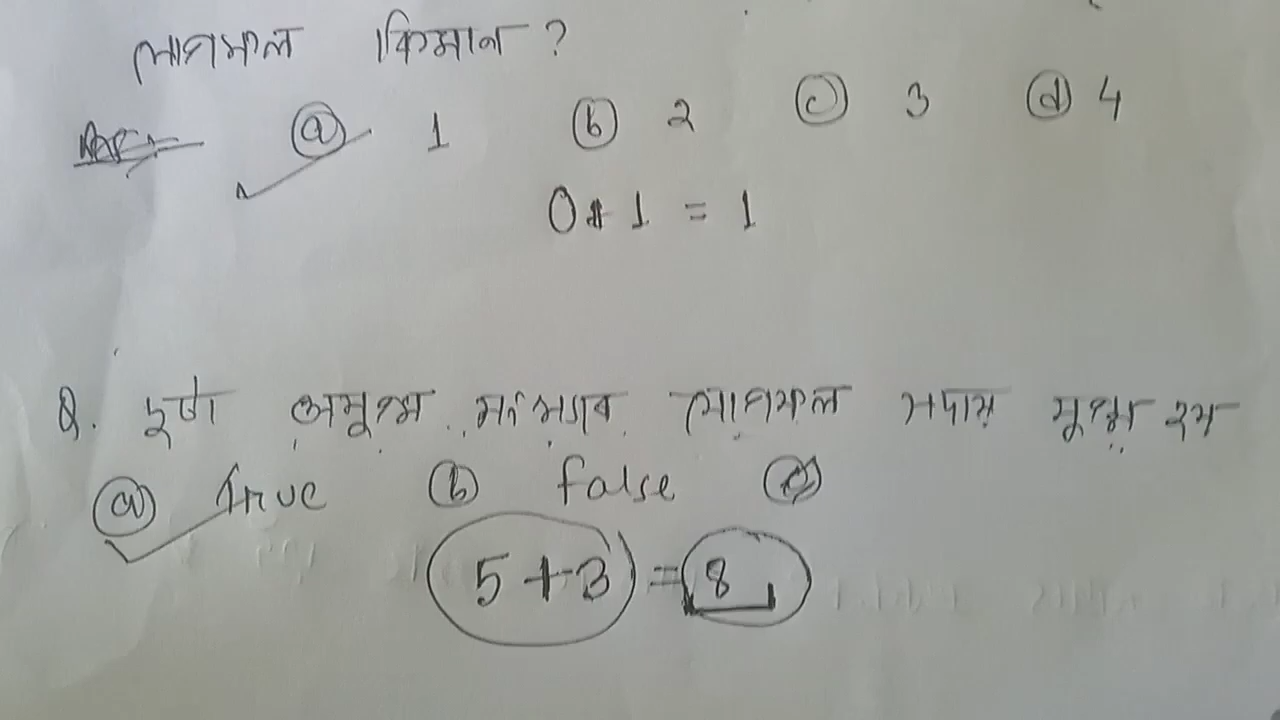 যোগফল কিমান ?
ⓐ 1 ⓑ 2 ⓒ 3 ⓓ 4
0+1 = 1
Q. দুটা অযুগ্ম সংখ্যাৰ যোগফল সদায় যুগ্ম হয়
ⓐ True ⓑ false ⓒ
5+3 = 8